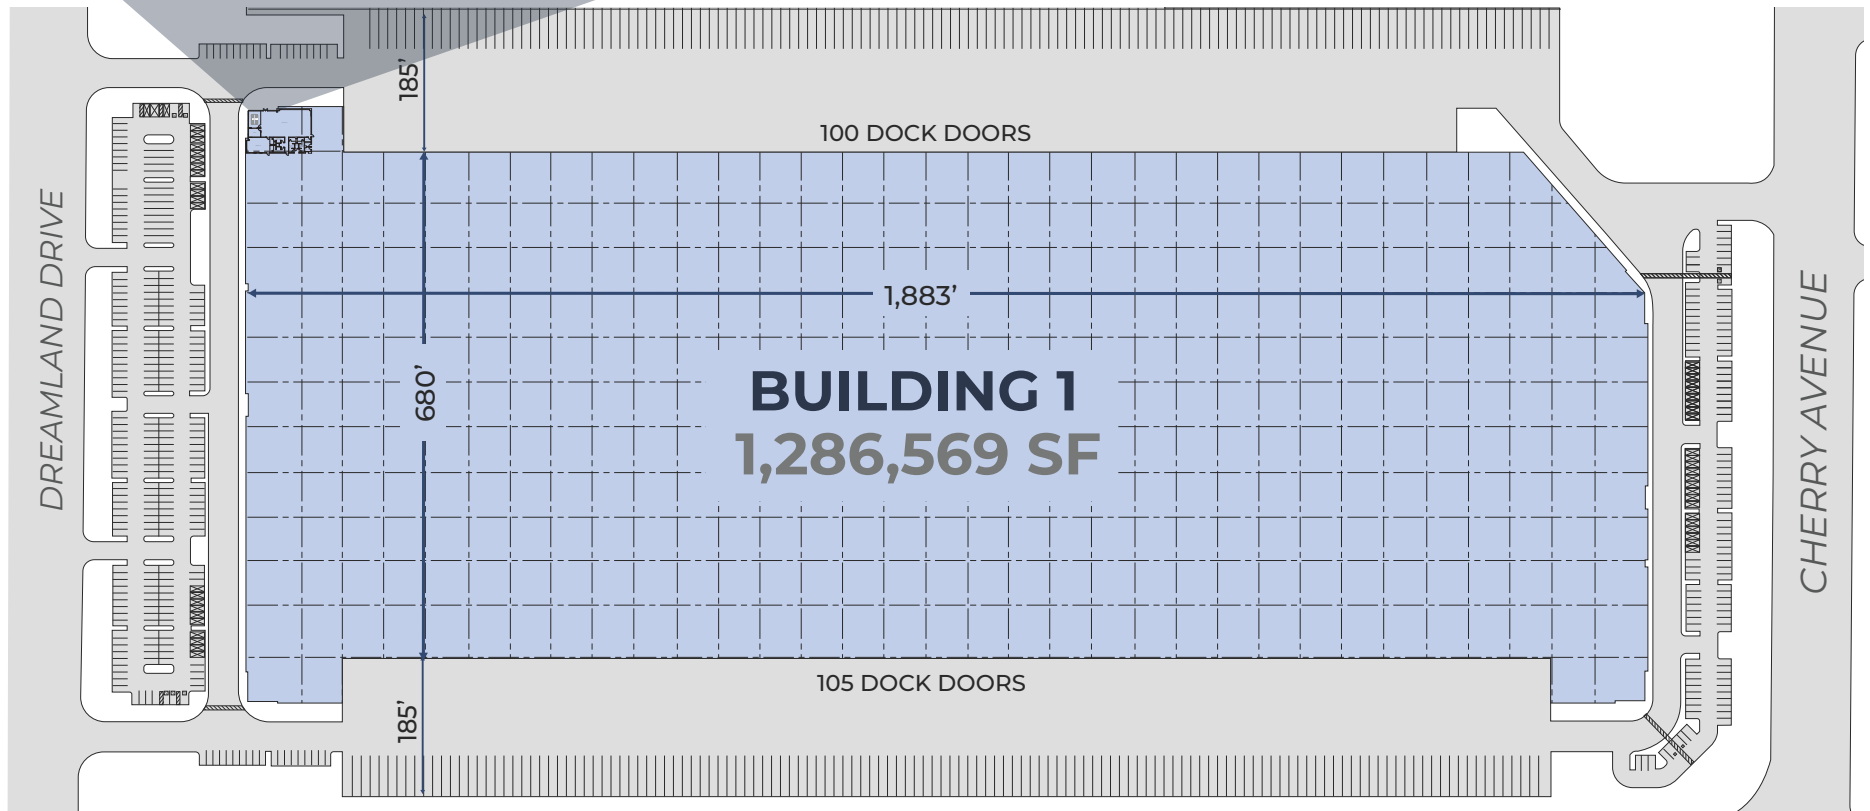 185’
100 DOCK DOORS
DREAMLAND DRIVE
1,883’
680’
BUILDING 1
1,286,569 SF
CHERRY AVENUE
105 DOCK DOORS
185’